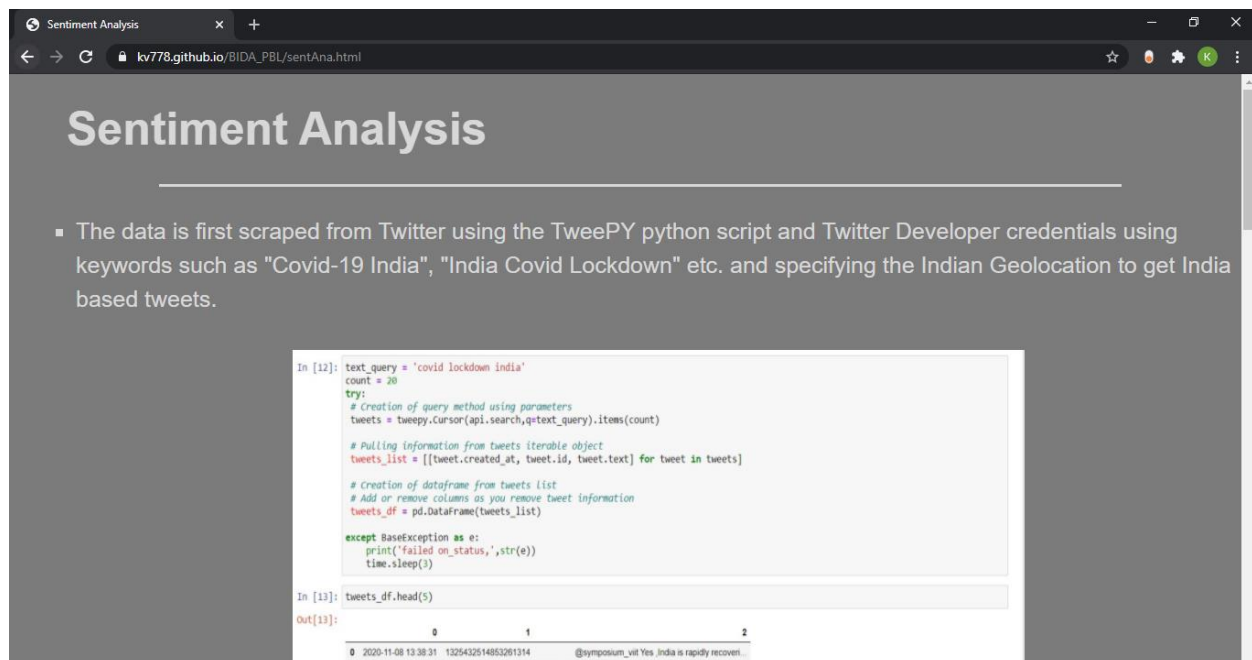 Sentiment Analysis
kv778.github.io/BIDA_PBL/sentAna.html
K
Sentiment Analysis
The data is first scraped from Twitter using the TweePY python script and Twitter Developer credentials using
keywords such as "Covid-19 India", "India Covid Lockdown" etc. and specifying the Indian Geolocation to get India
based tweets.
In [12]: text_query = 'covid lockdown india'
count = 20
try:
# Creation of query method using parameters
tweets = tweepy.Cursor(api.search,q=text_query).items(count)
# Pulling information from tweets iterable object
tweets_list = [[tweet.created_at, tweet.id, tweet.text] for tweet in tweets]
# Creation of dataframe from tweets list
# Add or remove columns as you remove tweet information
tweets_df = pd.DataFrame(tweets_list)
except BaseException as e:
print('failed on_status,',str(e))
time.sleep(3)
In [13]: tweets_df.head(5)
Out[13]:
0 1 2
0 2020-11-08 13:38:31 1325432514853261314 @symposium_viit Yes ,India is rapidly recoveri...